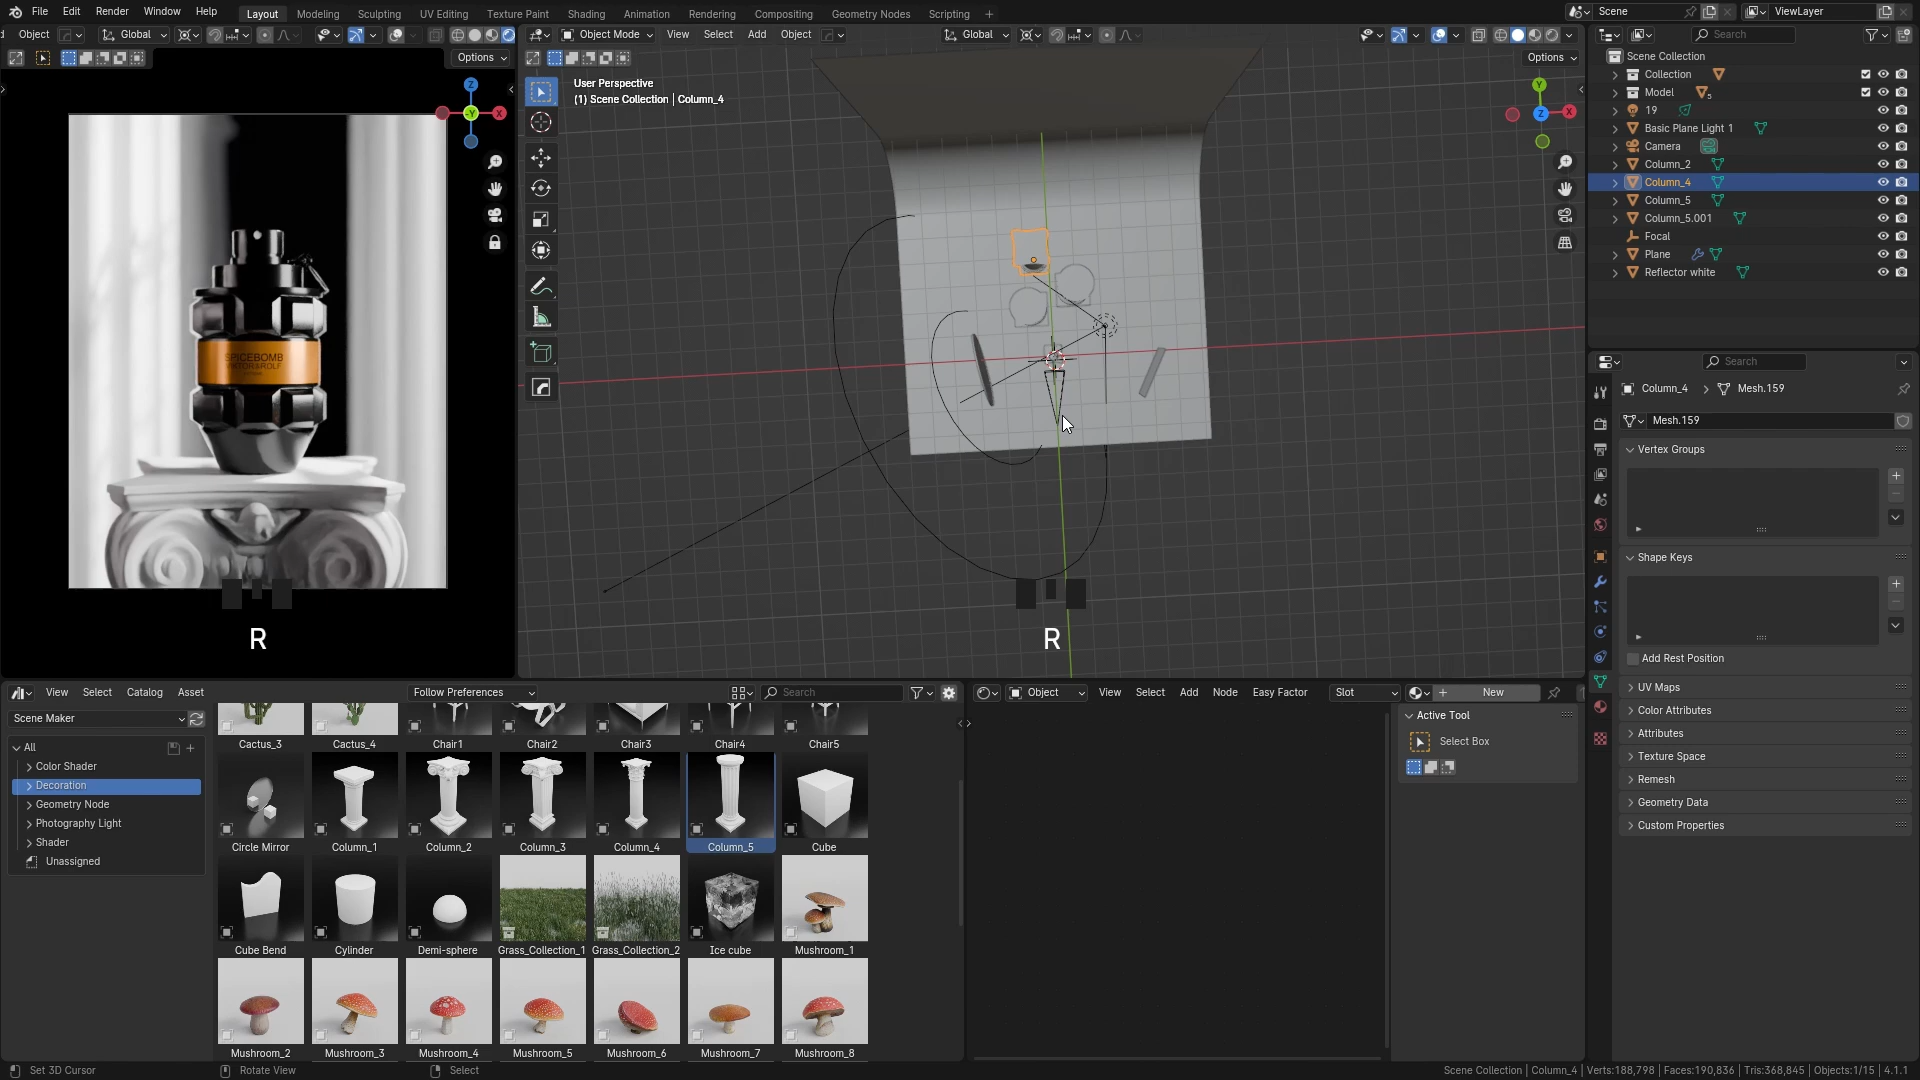 File Edit Render Window Help Layout Modeling Sculpting UV Editing Texture Paint Shading Animation Rendering Compositing Geometry Nodes Scripting + Scene ViewLayer
Object Global Object Mode View Select Add Object Global Search
Options Options
User Perspective
(1) Scene Collection | Column_4
Z
X
-Y
Y
X
Z
SPICEBOMB
VIKTOR&ROLF
R
R
Scene Collection
Collection
Model 5
19
Basic Plane Light 1
Camera
Column_2
Column_4
Column_5
Column_5.001
Focal
Plane
Reflector white
Search
Column_4 > Mesh.159
Mesh.159
Vertex Groups
Shape Keys
Add Rest Position
UV Maps
Color Attributes
Attributes
Texture Space
Remesh
Geometry Data
Custom Properties
View Select Catalog Asset Follow Preferences Search
Scene Maker
All
Color Shader
Decoration
Geometry Node
Photography Light
Shader
Unassigned
Cactus_3 Cactus_4 Chair1 Chair2 Chair3 Chair4 Chair5
Circle Mirror Column_1 Column_2 Column_3 Column_4 Column_5 Cube
Cube Bend Cylinder Demi-sphere Grass_Collection_1 Grass_Collection_2 Ice cube Mushroom_1
Mushroom_2 Mushroom_3 Mushroom_4 Mushroom_5 Mushroom_6 Mushroom_7 Mushroom_8
Object View Select Add Node Easy Factor Slot New
Active Tool
Select Box
Set 3D Cursor Rotate View Select Scene Collection | Column_4 | Verts:188,798 | Faces:190,836 | Tris:368,845 | Objects:1/15 | 4.1.1